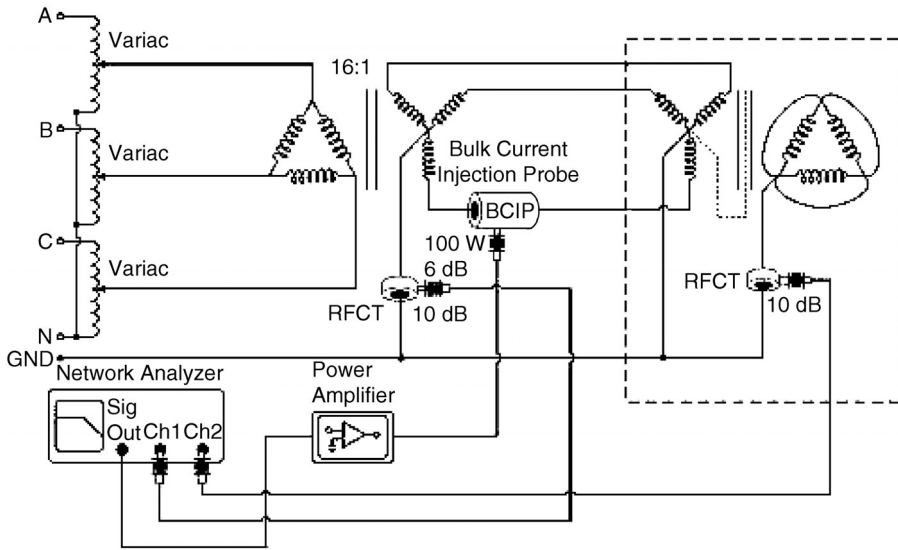 A
Variac
16:1
B
Variac
Bulk Current
Injection Probe
BCIP
C
Variac
100 W
6 dB
RFCT
10 dB
RFCT
10 dB
N
GND
Network Analyzer
Sig
Out
Ch1
Ch2
Power
Amplifier